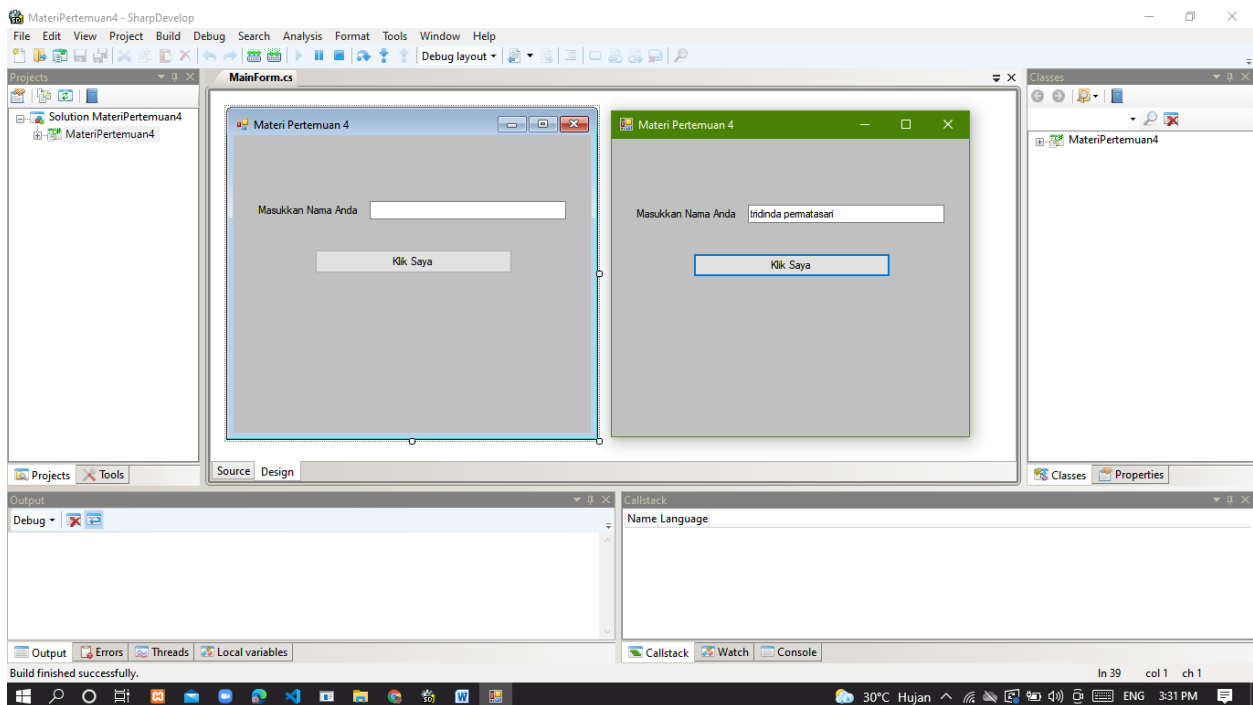 MateriPertemuan4 - SharpDevelop
File Edit View Project Build Debug Search Analysis Format Tools Window Help
Debug layout
Projects
MainForm.cs
Classes
Solution MateriPertemuan4
MateriPertemuan4
MateriPertemuan4
Materi Pertemuan 4
Masukkan Nama Anda
Klik Saya
Materi Pertemuan 4
Masukkan Nama Anda tridinda permatasari
Klik Saya
Projects Tools
Source Design
Classes Properties
Output
Debug
Callstack
Name Language
Output Errors Threads Local variables
Callstack Watch Console
Build finished successfully.
ln 39 col 1 ch 1
30°C Hujan ENG 3:31 PM